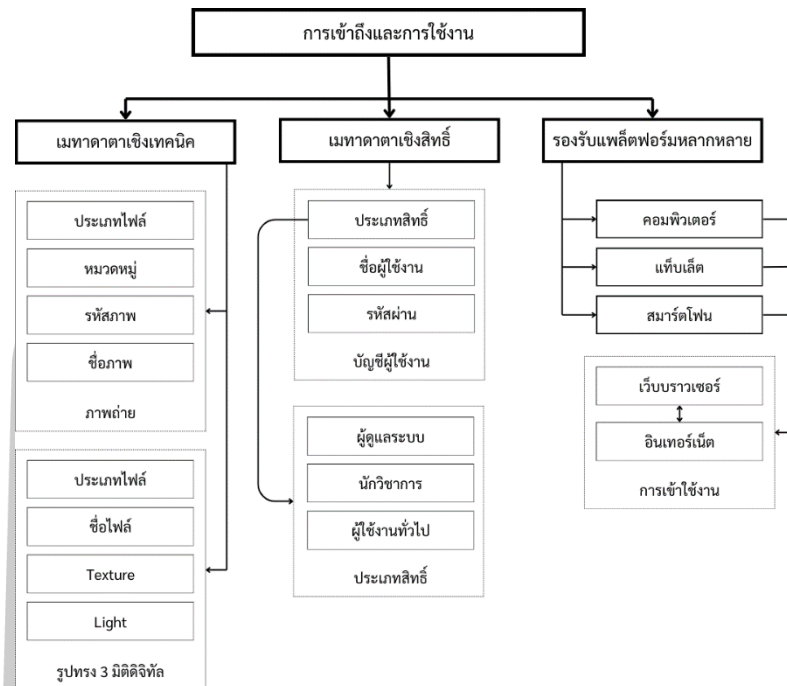 การเข้าถึงและการใช้งาน
เมทาดาตาเชิงเทคนิค
เมทาดาตาเชิงสิทธิ์
รองรับแพล็ตฟอร์มหลากหลาย
ประเภทไฟล์
หมวดหมู่
รหัสภาพ
ชื่อภาพ
ภาพถ่าย
ประเภทไฟล์
ชื่อไฟล์
Texture
Light
รูปทรง 3 มิติดิจิทัล
ประเภทสิทธิ์
ชื่อผู้ใช้งาน
รหัสผ่าน
บัญชีผู้ใช้งาน
ผู้ดูแลระบบ
นักวิชาการ
ผู้ใช้งานทั่วไป
ประเภทสิทธิ์
คอมพิวเตอร์
แท็บเล็ต
สมาร์ตโฟน
เว็บบราวเซอร์
อินเทอร์เน็ต
การเข้าใช้งาน